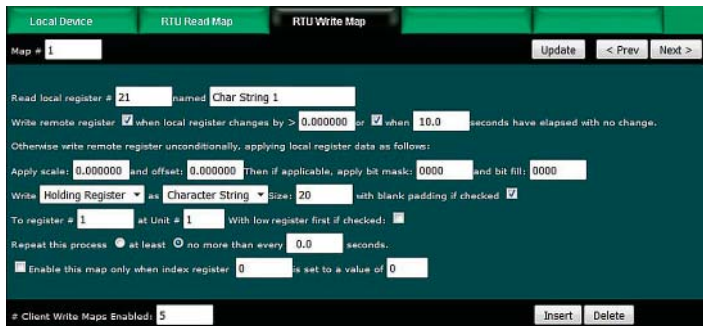 Local Device RTU Read Map RTU Write Map
Map # 1 Update < Prev Next >
Read local register # 21 named Char String 1
Write remote register when local register changes by > 0.000000 or when 10.0 seconds have elapsed with no change.
Otherwise write remote register unconditionally, applying local register data as follows:
Apply scale: 0.000000 and offset: 0.000000 Then if applicable, apply bit mask: 0000 and bit fill: 0000
Write Holding Register as Character String Size: 20 with blank padding if checked
To register # 1 at Unit # 1 With low register first if checked:
Repeat this process at least no more than every 0.0 seconds.
Enable this map only when index register 0 is set to a value of 0
# Client Write Maps Enabled: 5 Insert Delete